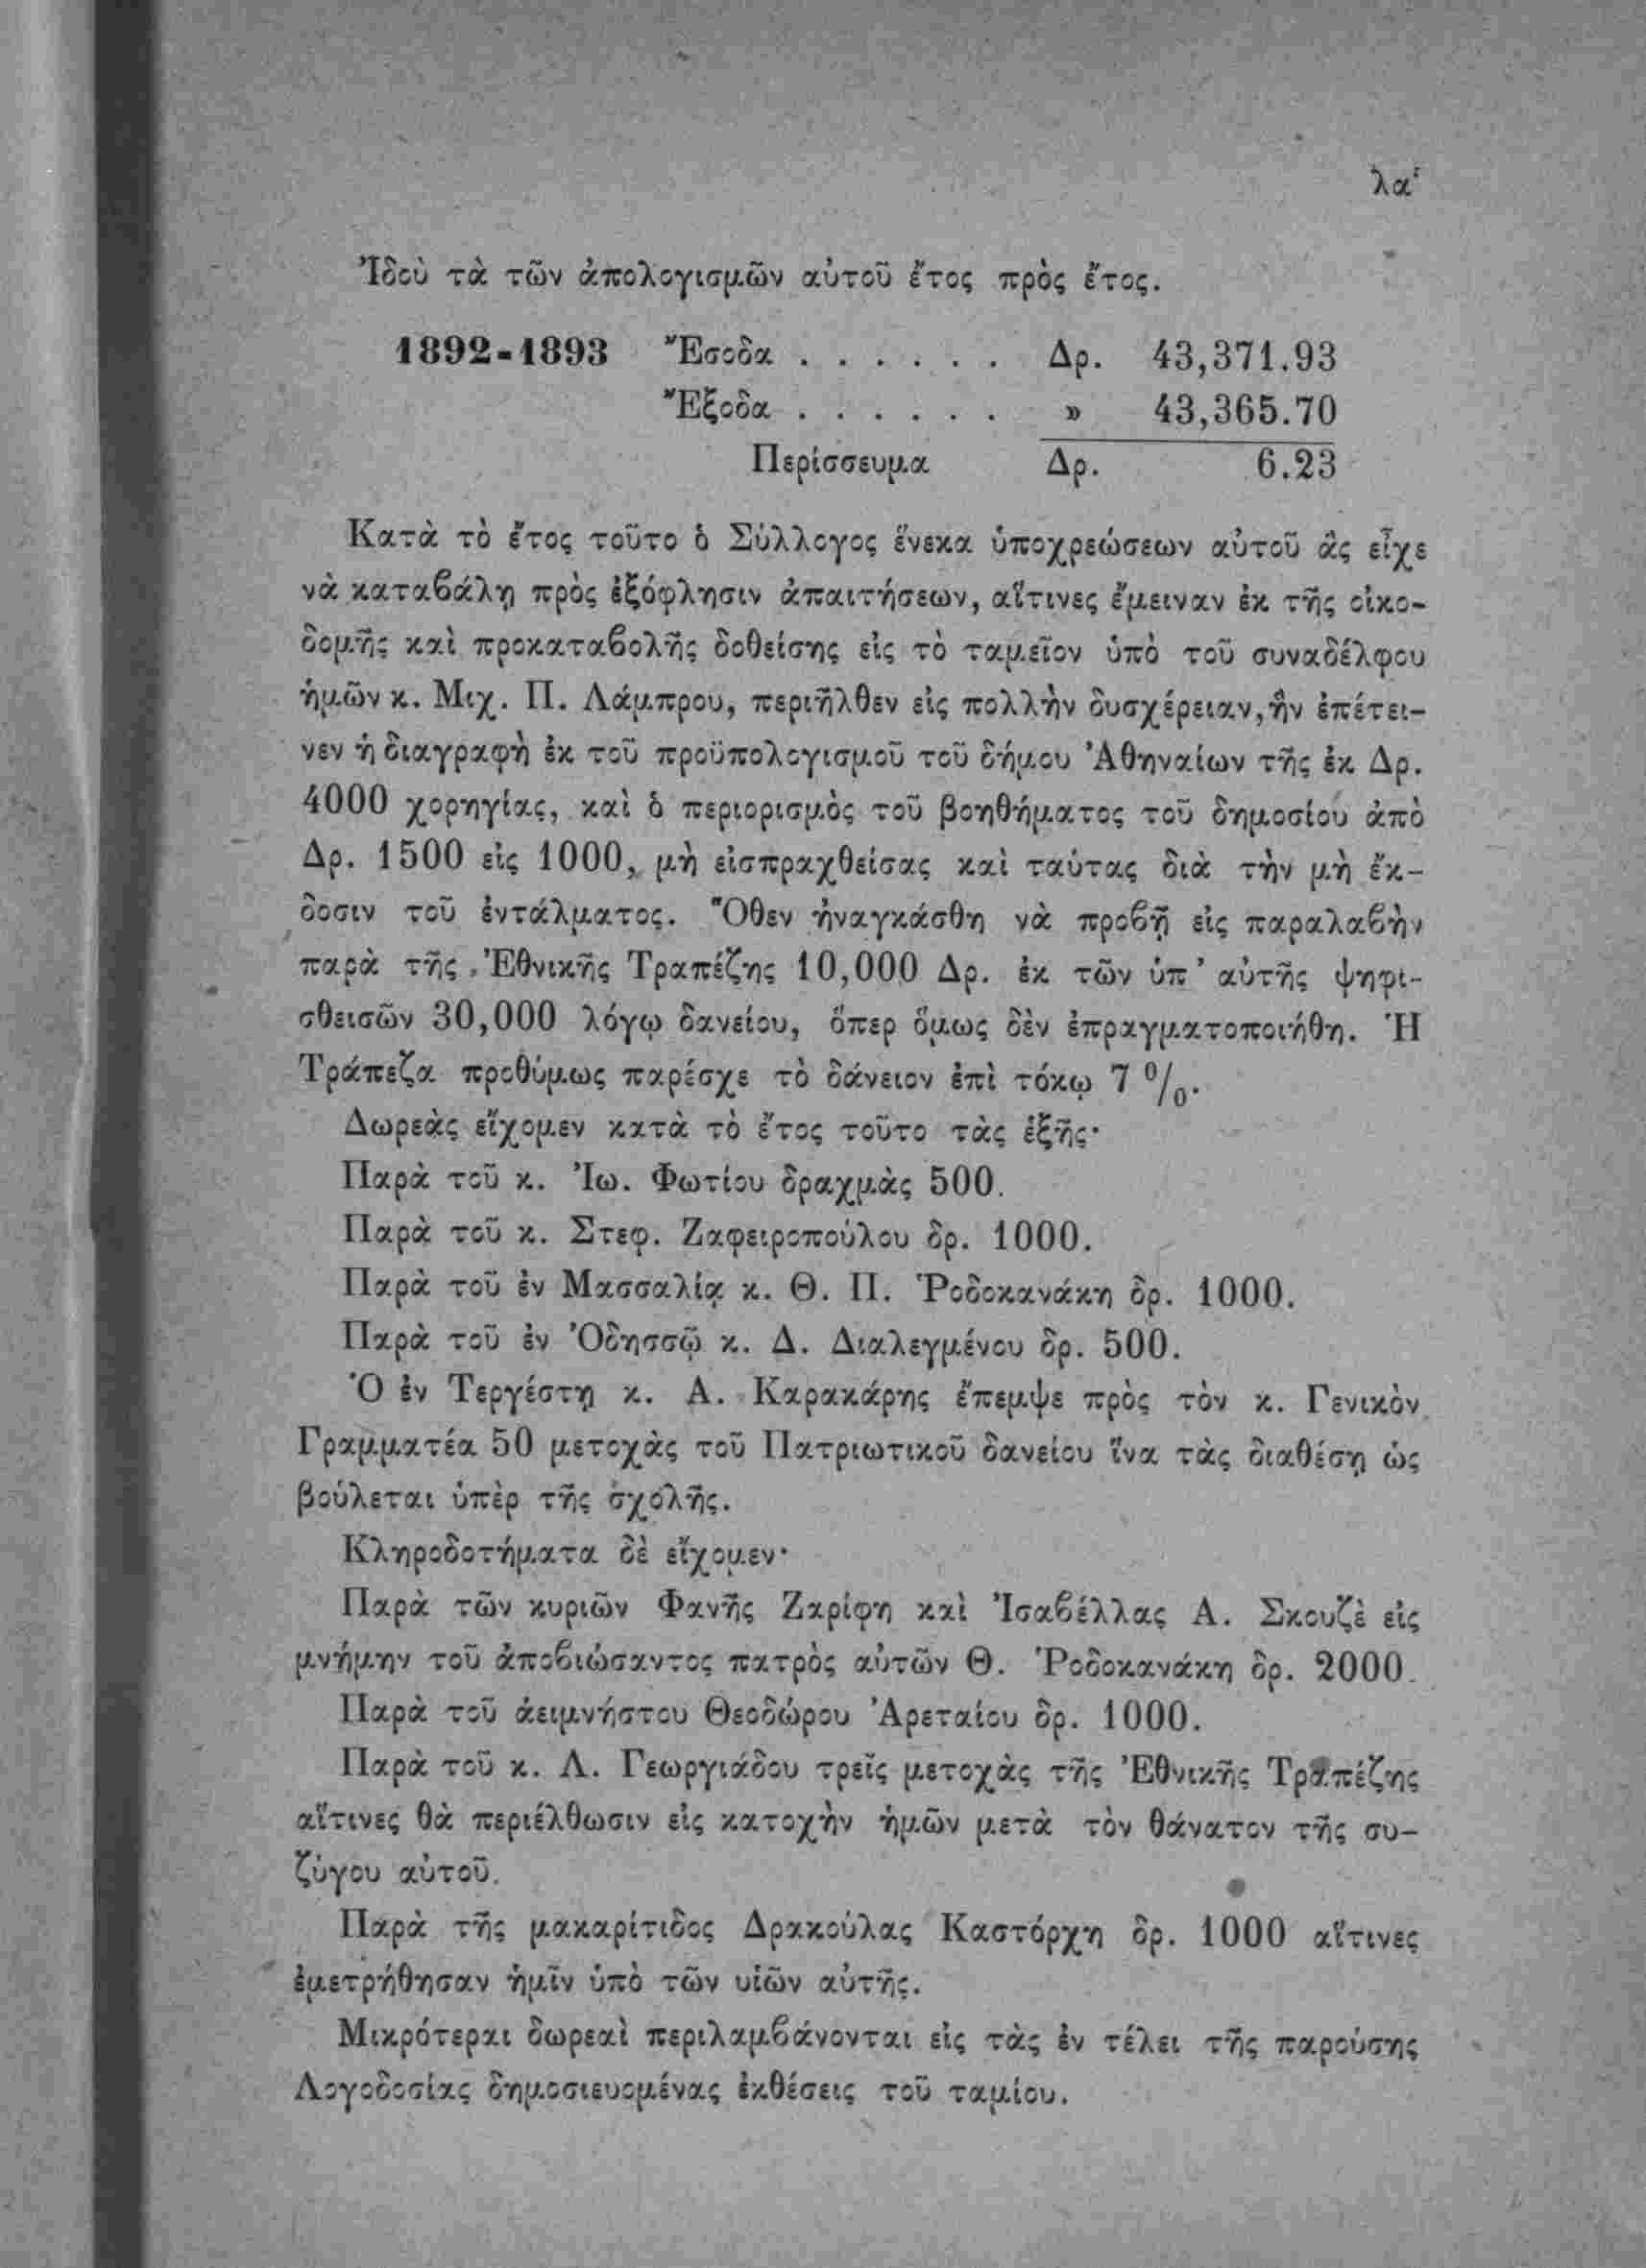 λα΄
Ἰδοὺ τὰ τῶν ἀπολογισμῶν αὐτοῦ ἔτος πρὸς ἔτος.
1892-1893 Ἔσοδα . . . . . . Δρ. 43,371.93
Ἔξοδα . . . . . . » 43,365.70
Περίσσευμα Δρ. 6.23
Κατὰ τὸ ἔτος τοῦτο ὁ Σύλλογος ἕνεκα ὑποχρεώσεων αὐτοῦ ἃς εἶχε
νὰ καταβάλῃ πρὸς ἐξόφλησιν ἀπαιτήσεων, αἵτινες ἔμειναν ἐκ τῆς οἰκο-
δομῆς καὶ προκαταβολῆς δοθείσης εἰς τὸ ταμεῖον ὑπὸ τοῦ συναδέλφου
ἡμῶν κ. Μιχ. Π. Λάμπρου, περιῆλθεν εἰς πολλὴν δυσχέρειαν, ἣν ἐπέτει-
νεν ἡ διαγραφὴ ἐκ τοῦ προϋπολογισμοῦ τοῦ δήμου Ἀθηναίων τῆς ἐκ Δρ.
4000 χορηγίας, καὶ ὁ περιορισμὸς τοῦ βοηθήματος τοῦ δημοσίου ἀπὸ
Δρ. 1500 εἰς 1000, μὴ εἰσπραχθείσας καὶ ταύτας διὰ τὴν μὴ ἔκ-
δοσιν τοῦ ἐντάλματος. Ὅθεν ἠναγκάσθη νὰ προβῇ εἰς παραλαβὴν
παρὰ τῆς Ἐθνικῆς Τραπέζης 10,000 Δρ. ἐκ τῶν ὑπ' αὐτῆς ψηφι-
σθεισῶν 30,000 λόγῳ δανείου, ὅπερ ὅμως δὲν ἐπραγματοποιήθη. Ἡ
Τράπεζα προθύμως παρέσχε τὸ δάνειον ἐπὶ τόκῳ 7 %.
Δωρεὰς εἴχομεν κατὰ τὸ ἔτος τοῦτο τὰς ἑξῆς·
Παρὰ τοῦ κ. Ἰω. Φωτίου δραχμὰς 500.
Παρὰ τοῦ κ. Στεφ. Ζαφειροπούλου δρ. 1000.
Παρὰ τοῦ ἐν Μασσαλίᾳ κ. Θ. Π. Ῥοδοκανάκη δρ. 1000.
Παρὰ τοῦ ἐν Ὀδησσῷ κ. Δ. Διαλεγμένου δρ. 500.
Ὁ ἐν Τεργέστῃ κ. Α. Καρακάρης ἔπεμψε πρὸς τὸν κ. Γενικὸν
Γραμματέα 50 μετοχὰς τοῦ Πατριωτικοῦ δανείου ἵνα τὰς διαθέσῃ ὡς
βούλεται ὑπὲρ τῆς σχολῆς.
Κληροδοτήματα δὲ εἴχομεν·
Παρὰ τῶν κυριῶν Φανῆς Ζαρίφη καὶ Ἰσαβέλλας Α. Σκουζὲ εἰς
μνήμην τοῦ ἀποβιώσαντος πατρὸς αὐτῶν Θ. Ῥοδοκανάκη δρ. 2000.
Παρὰ τοῦ ἀειμνήστου Θεοδώρου Ἀρεταίου δρ. 1000.
Παρὰ τοῦ κ. Λ. Γεωργιάδου τρεῖς μετοχὰς τῆς Ἐθνικῆς Τραπέζης
αἵτινες θὰ περιέλθωσιν εἰς κατοχὴν ἡμῶν μετὰ τὸν θάνατον τῆς συ-
ζύγου αὐτοῦ.
Παρὰ τῆς μακαρίτιδος Δρακούλας Καστόρχη δρ. 1000 αἵτινες
ἐμετρήθησαν ἡμῖν ὑπὸ τῶν υἱῶν αὐτῆς.
Μικρότεραι δωρεαὶ περιλαμβάνονται εἰς τὰς ἐν τέλει τῆς παρούσης
Λογοδοσίας δημοσιευομένας ἐκθέσεις τοῦ ταμίου.